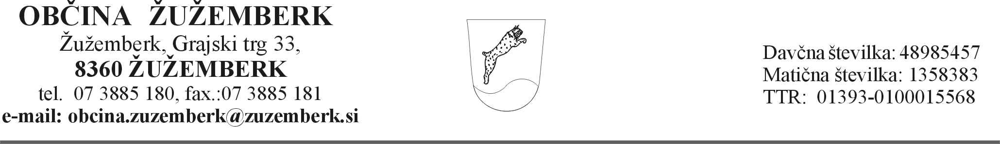 OBČINA ŽUŽEMBERK
Žužemberk, Grajski trg 33,
8360 ŽUŽEMBERK
tel. 07 3885 180, fax.:07 3885 181
e-mail: obcina.zuzemberk@zuzemberk.si
Davčna številka: 48985457
Matična številka: 1358383
TTR: 01393-0100015568